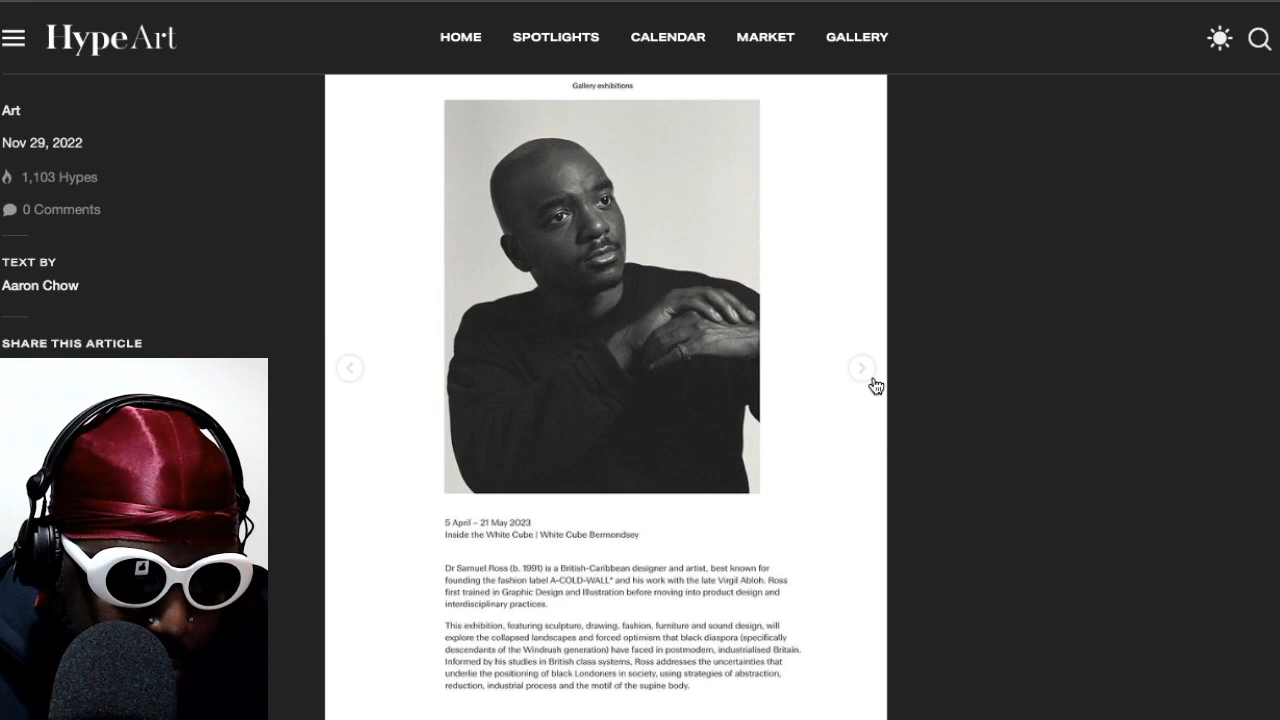 HypeArt
HOME SPOTLIGHTS CALENDAR MARKET GALLERY
Art
Nov 29, 2022
1,103 Hypes
0 Comments
TEXT BY
Aaron Chow
SHARE THIS ARTICLE
Gallery exhibitions
5 April – 21 May 2023
Inside the White Cube | White Cube Bermondsey
Dr Samuel Ross (b. 1991) is a British-Caribbean designer and artist, best known for
founding the fashion label A-COLD-WALL* and his work with the late Virgil Abloh. Ross
first trained in Graphic Design and Illustration before moving into product design and
interdisciplinary practices.
This exhibition, featuring sculpture, drawing, fashion, furniture and sound design, will
explore the collapsed landscapes and forced optimism that black diaspora (specifically
descendants of the Windrush generation) have faced in postmodern, industrialised Britain.
Informed by his studies in British class systems, Ross addresses the uncertainties that
underlie the positioning of black Londoners in society, using strategies of abstraction,
reduction, industrial process and the motif of the supine body.